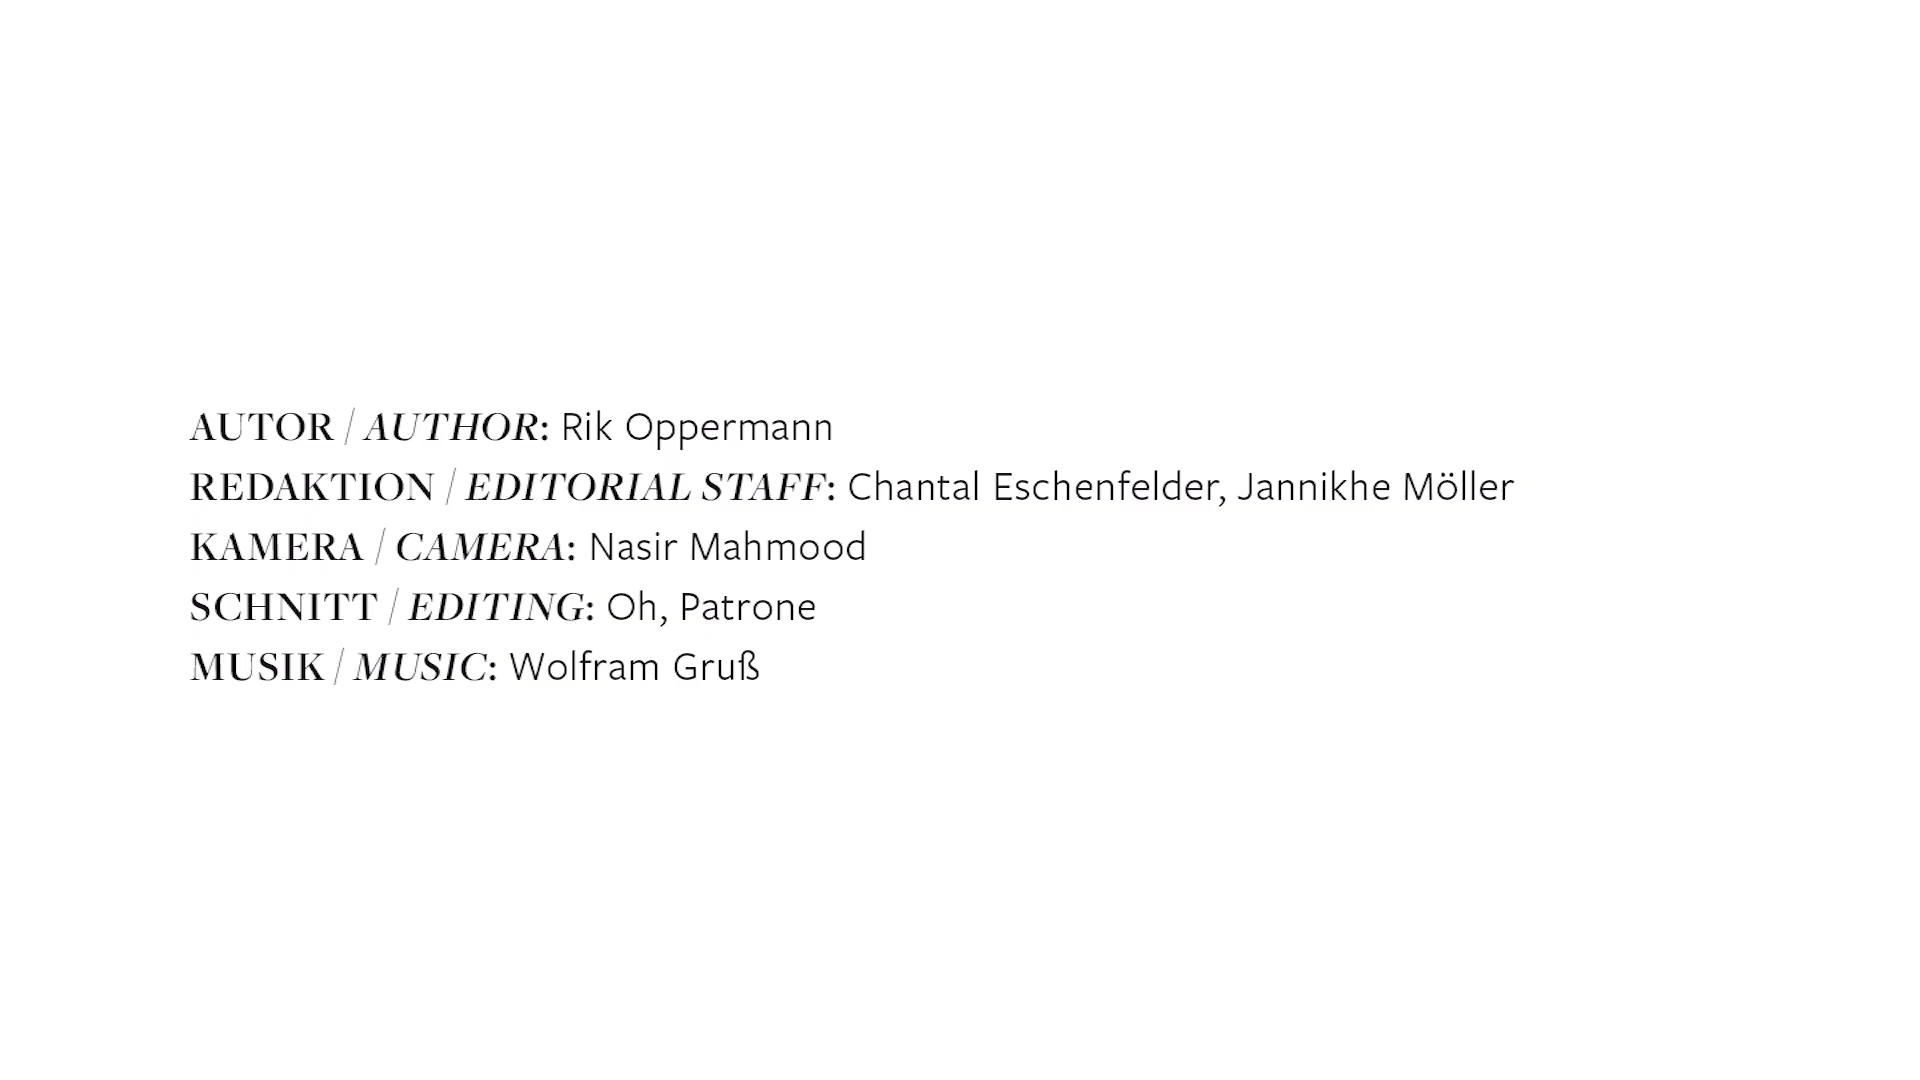 AUTOR / AUTHOR: Rik Oppermann
REDAKTION / EDITORIAL STAFF: Chantal Eschenfelder, Jannikhe Möller
KAMERA / CAMERA: Nasir Mahmood
SCHNITT / EDITING: Oh, Patrone
MUSIK / MUSIC: Wolfram Gruß